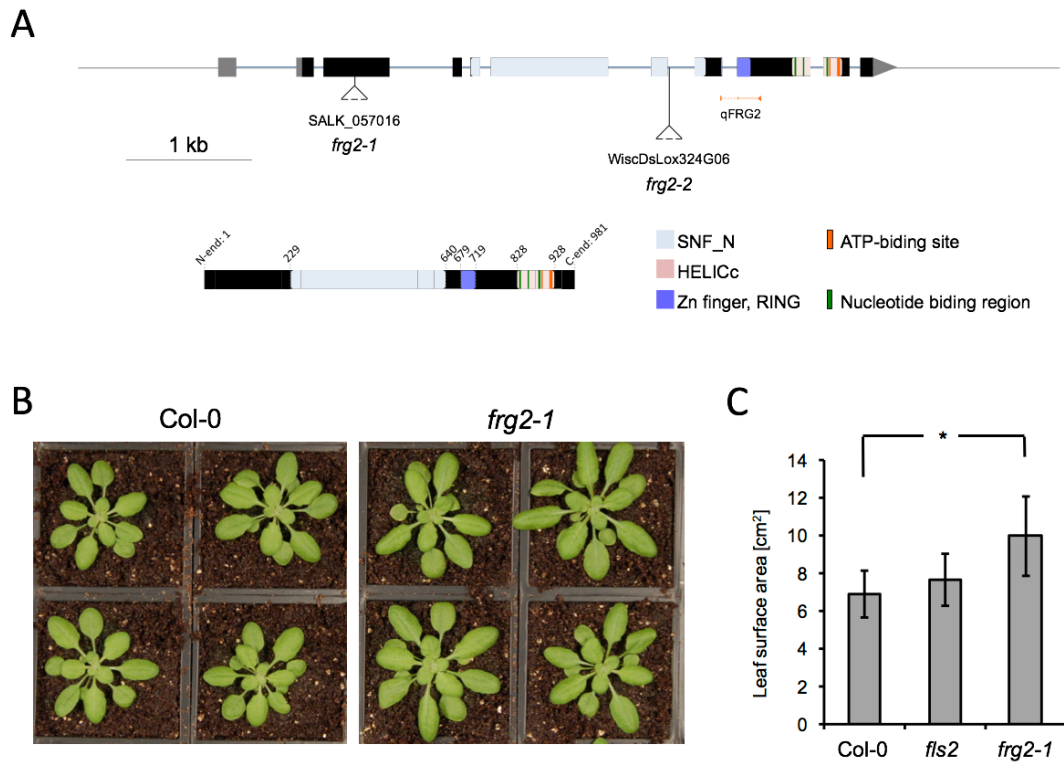 A
SALK_057016
frg2-1
qFRG2
1 kb
WiscDsLox324G06
frg2-2
N-end: 1
229
640
679
719
828
928
C-end: 981
SNF_N
ATP-biding site
HELICc
Zn finger, RING
Nucleotide biding region
B
Col-0
frg2-1
C
*
Leaf surface area [cm²]
14
12
10
8
6
4
2
0
Col-0
fls2
frg2-1